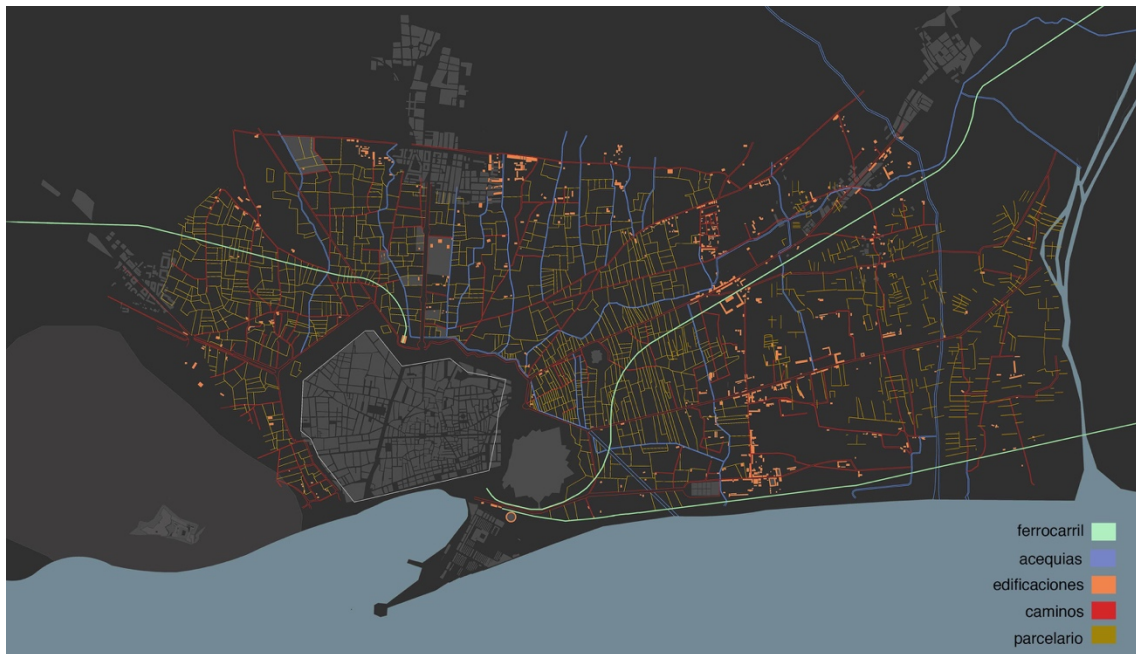 ferrocarril
acequias
edificaciones
caminos
parcelario